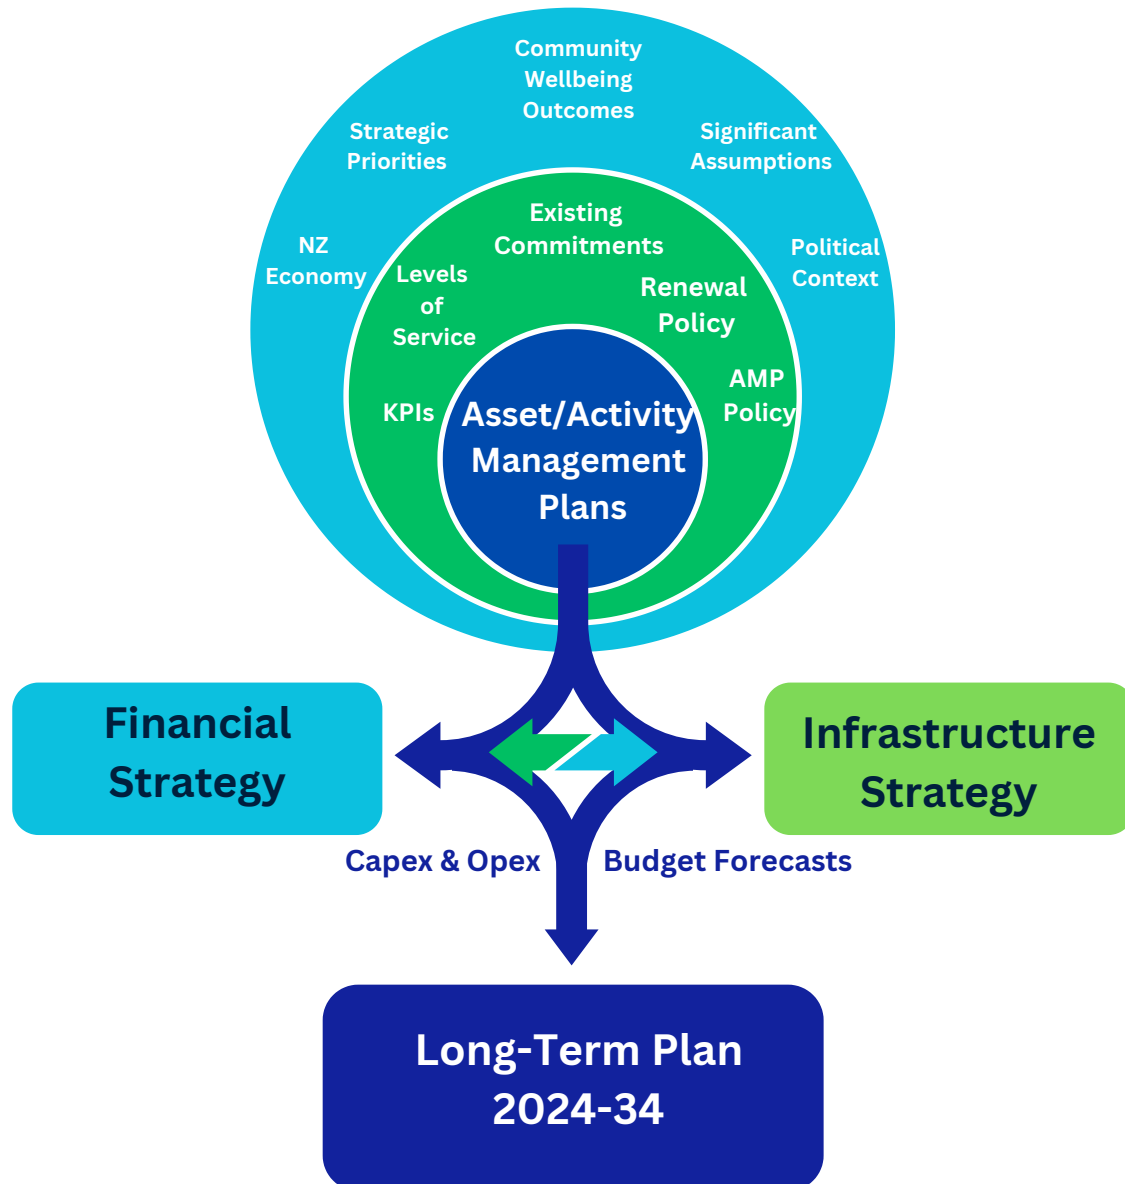 Community
Wellbeing
Outcomes
Strategic
Priorities
Significant
Assumptions
NZ
Economy
Political
Context
Existing
Commitments
Levels
of
Service
Renewal
Policy
KPIs
AMP
Policy
Asset/Activity
Management
Plans
Financial
Strategy
Infrastructure
Strategy
Capex & Opex
Budget Forecasts
Long-Term Plan
2024-34